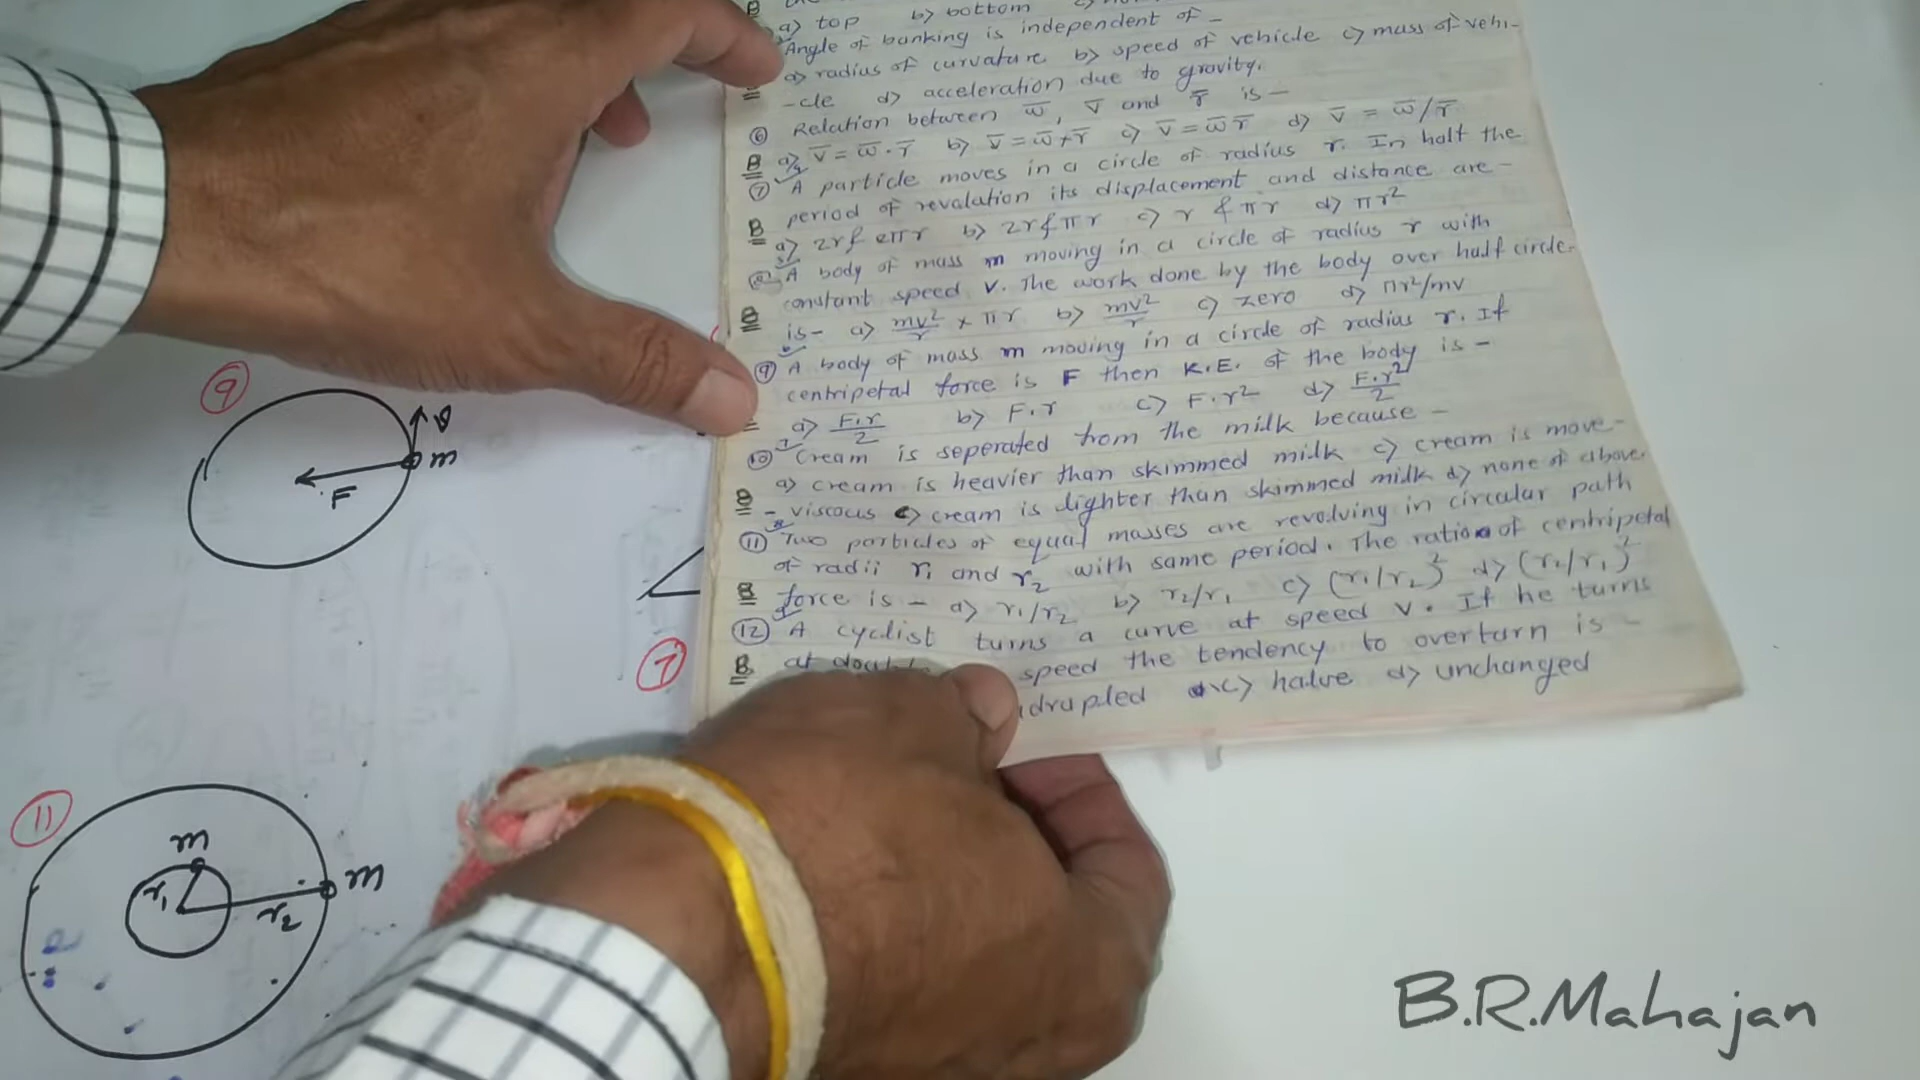 a) top b) bottom
Angle of banking is independent of -
a) radius of curvature b) speed of vehicle c) mass of vehi-
-cle d) acceleration due to gravity.
⑥ Relation between w̅, v̅ and r̅ is -
B a) v̅ = w̅ · r̅ b) v̅ = w̅ × r̅ c) v̅ = w̅ r̅ d) v̅ = w̅/r̅
⑦ A particle moves in a circle of radius r. In half the
period of revolation its displacement and distance are -
B a) 2r & 2πr b) 2r & πr c) r & πr d) πr²
⑧ A body of mass m moving in a circle of radius r with
constant speed v. The work done by the body over half circle
B is - a) mv²/r × πr b) mv²/r c) zero d) πr²/mv
⑨ A body of mass m moving in a circle of radius r. If
centripetal force is F then K.E. of the body is -
a) F.r/2 b) F.r c) F.r² d) F.r²/2
⑩ Cream is seperated from the milk because -
a) cream is heavier than skimmed milk c) cream is move-
B - viscous c) cream is lighter than skimmed milk d) none of above
⑪ Two particles of equal masses are revolving in circular path
of radii r₁ and r₂ with same period. The ratio of centripetal
B force is - a) r₁/r₂ b) r₂/r₁ c) (r₁/r₂)² d) (r₂/r₁)²
⑫ A cyclist turns a curve at speed v. If he turns
B at speed the tendency to overturn is -
c) halve d) unchanged
⑨
v
m
F
⑦
⑪
m
r₁
m
r₂
B.R.Mahajan